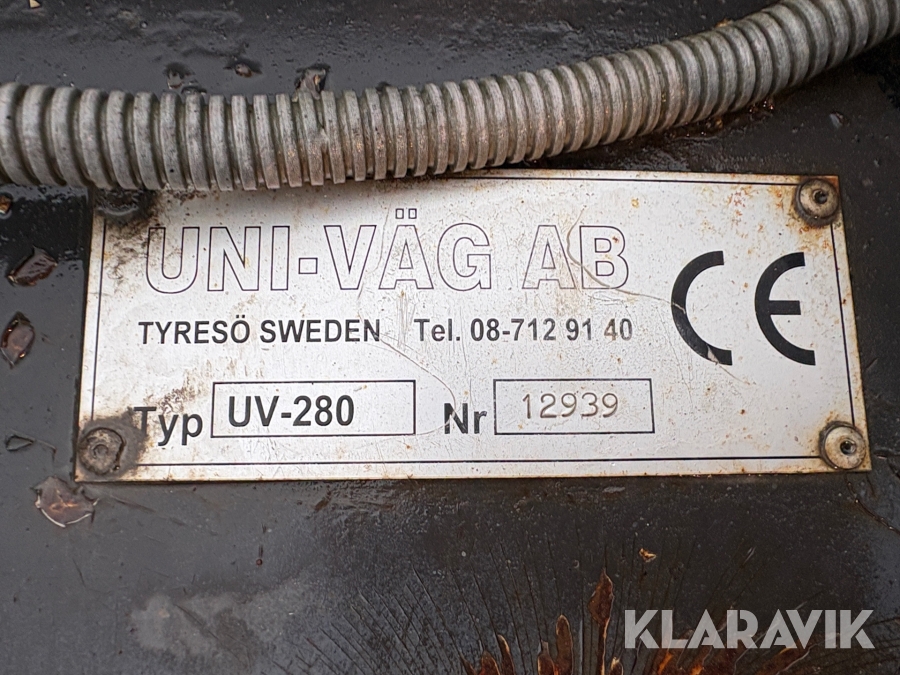 UNI-VÄG AB
TYRESÖ SWEDEN Tel. 08-712 91 40
CE
Typ UV-280 Nr 12939
KLARAVIK